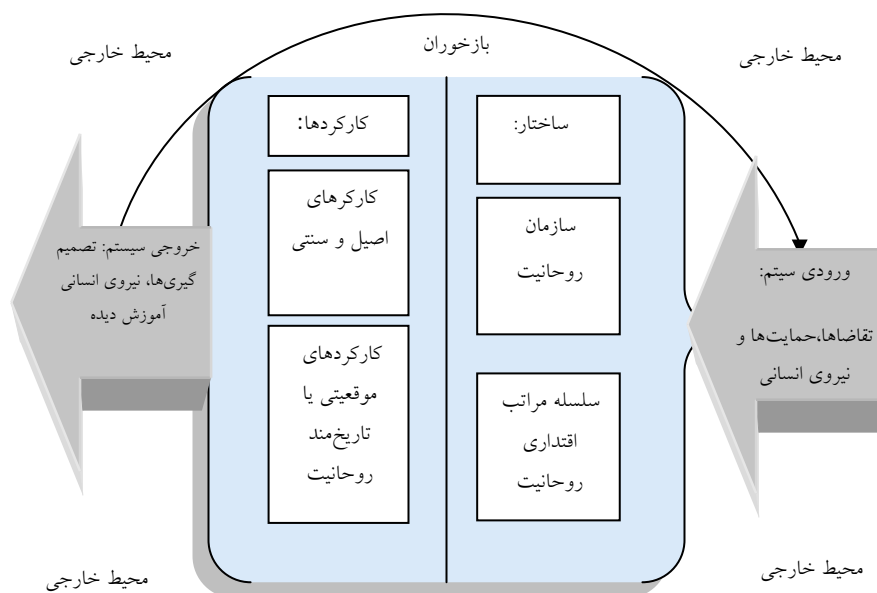 محیط خارجی
بازخوران
محیط خارجی
ساختار:
سازمان
روحانیت
سلسله مراتب
اقتداری
روحانیت
کارکردها:
کارکرهای
اصیل و سنتی
کارکردهای
موقعیتی یا
تاریخ‌مند
روحانیت
ورودی سیتم:
تقاضاها،حمایت‌ها و
نیروی انسانی
خروجی سیستم: تصمیم
گیری‌ها، نیروی انسانی
آموزش دیده
محیط خارجی
محیط خارجی